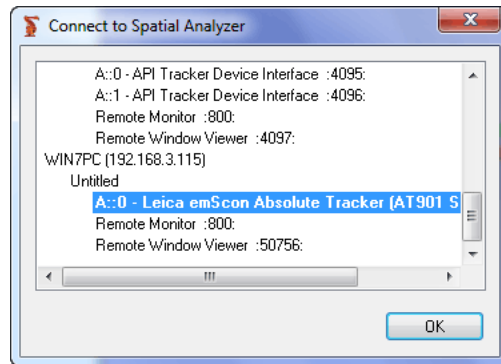 Connect to Spatial Analyzer
A::0 - API Tracker Device Interface :4095:
A::1 - API Tracker Device Interface :4096:
Remote Monitor :800:
Remote Window Viewer :4097:
WIN7PC (192.168.3.115)
Untitled
A::0 - Leica emScon Absolute Tracker (AT901 S
Remote Monitor :800:
Remote Window Viewer :50756:
OK